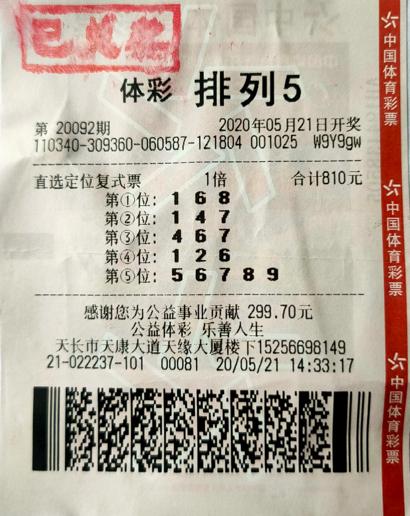 已兑奖
体彩 排列5
第 20092期 2020年05月21日开奖
110340-309360-060587-121804 001025 W9Y9gw
直选定位复式票 1倍 合计810元
第①位: 1 6 8
第②位: 1 4 7
第③位: 4 6 7
第④位: 1 2 6
第⑤位: 5 6 7 8 9
感谢您为公益事业贡献 299.70元
公益体彩 乐善人生
天长市天康大道天缘大厦楼下15256698149
21-022237-101 00081 20/05/21 14:33:17
中国体育彩票
中国体育彩票
中国体育彩票